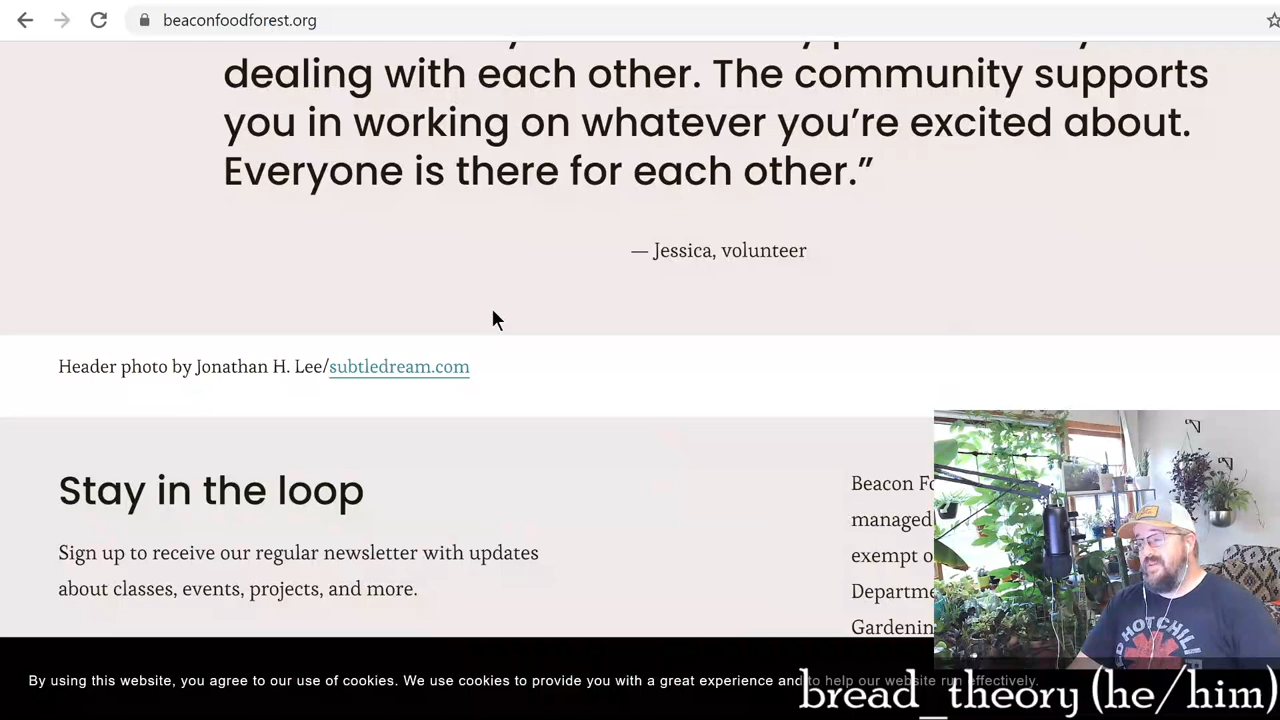 beaconfoodforest.org
dealing with each other. The community supports
you in working on whatever you're excited about.
Everyone is there for each other.”
— Jessica, volunteer
Header photo by Jonathan H. Lee/subtledream.com
Stay in the loop
Sign up to receive our regular newsletter with updates
about classes, events, projects, and more.
Beacon
managed
exempt
Gardenin
HOT CHILI
By using this website, you agree to our use of cookies. We use cookies to provide you with a great experience and to help our website run effectively.
bread_theory (he/him)